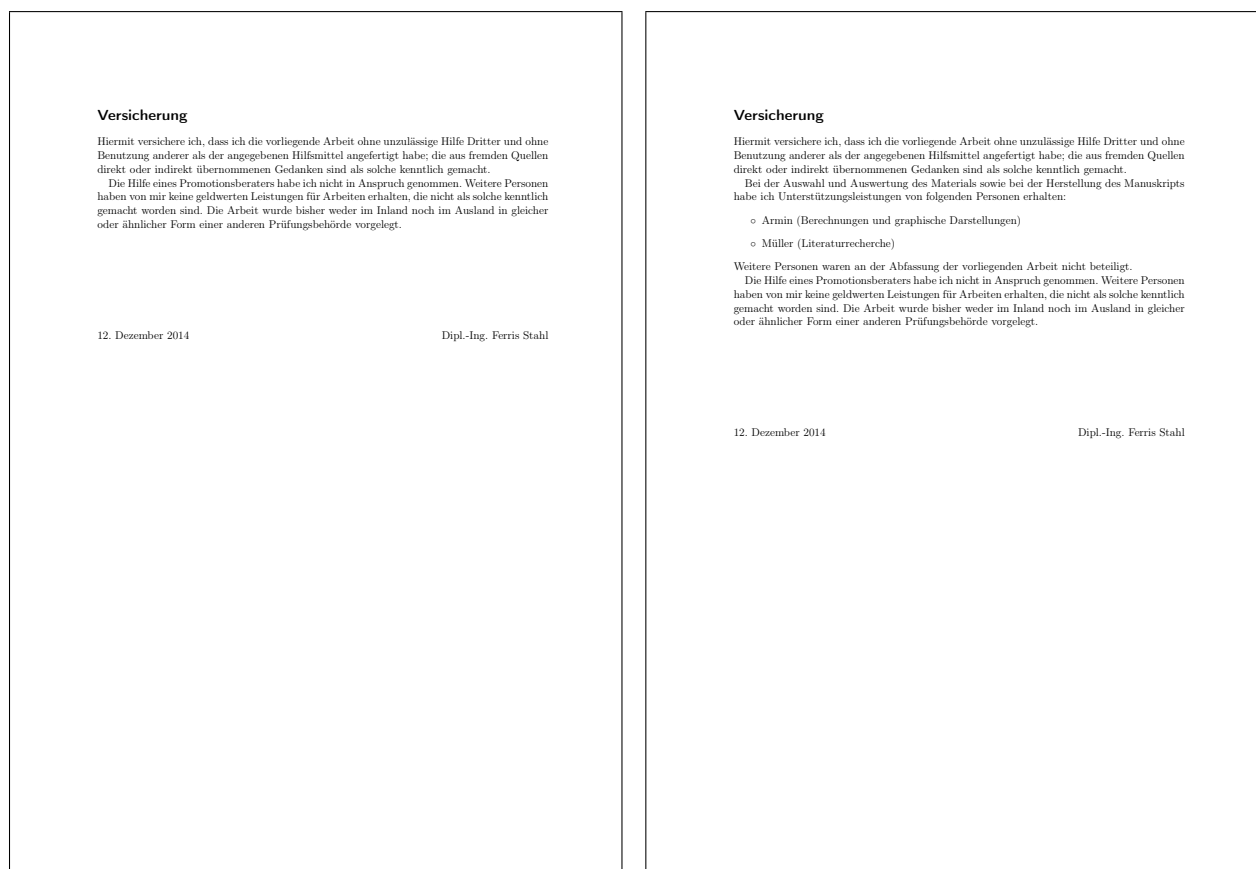 Versicherung
Hiermit versichere ich, dass ich die vorliegende Arbeit ohne unzulässige Hilfe Dritter und ohne
Benutzung anderer als der angegebenen Hilfsmittel angefertigt habe; die aus fremden Quellen
direkt oder indirekt übernommenen Gedanken sind als solche kenntlich gemacht.
Die Hilfe eines Promotionsberaters habe ich nicht in Anspruch genommen. Weitere Personen
haben von mir keine geldwerten Leistungen für Arbeiten erhalten, die nicht als solche kenntlich
gemacht worden sind. Die Arbeit wurde bisher weder im Inland noch im Ausland in gleicher
oder ähnlicher Form einer anderen Prüfungsbehörde vorgelegt.
12. Dezember 2014 Dipl.-Ing. Ferris Stahl
Versicherung
Hiermit versichere ich, dass ich die vorliegende Arbeit ohne unzulässige Hilfe Dritter und ohne
Benutzung anderer als der angegebenen Hilfsmittel angefertigt habe; die aus fremden Quellen
direkt oder indirekt übernommenen Gedanken sind als solche kenntlich gemacht.
Bei der Auswahl und Auswertung des Materials sowie bei der Herstellung des Manuskripts
habe ich Unterstützungsleistungen von folgenden Personen erhalten:
◦ Armin (Berechnungen und graphische Darstellungen)
◦ Müller (Literaturrecherche)
Weitere Personen waren an der Abfassung der vorliegenden Arbeit nicht beteiligt.
Die Hilfe eines Promotionsberaters habe ich nicht in Anspruch genommen. Weitere Personen
haben von mir keine geldwerten Leistungen für Arbeiten erhalten, die nicht als solche kenntlich
gemacht worden sind. Die Arbeit wurde bisher weder im Inland noch im Ausland in gleicher
oder ähnlicher Form einer anderen Prüfungsbehörde vorgelegt.
12. Dezember 2014 Dipl.-Ing. Ferris Stahl